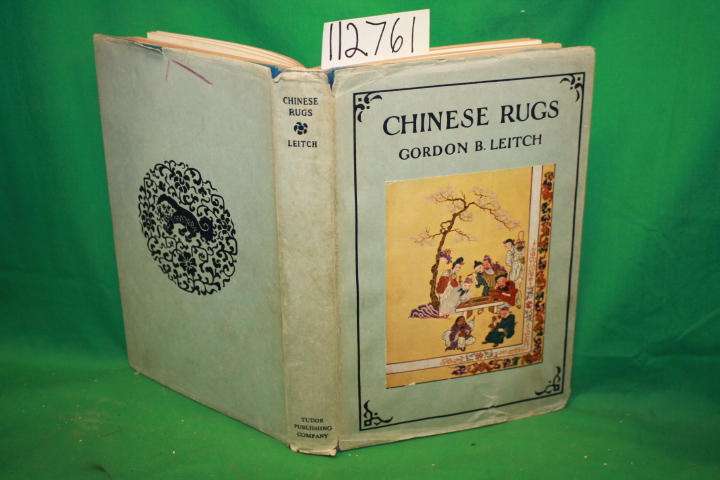 112761
CHINESE
RUGS
LEITCH
TUDOR
PUBLISHING
COMPANY
CHINESE RUGS
GORDON B. LEITCH